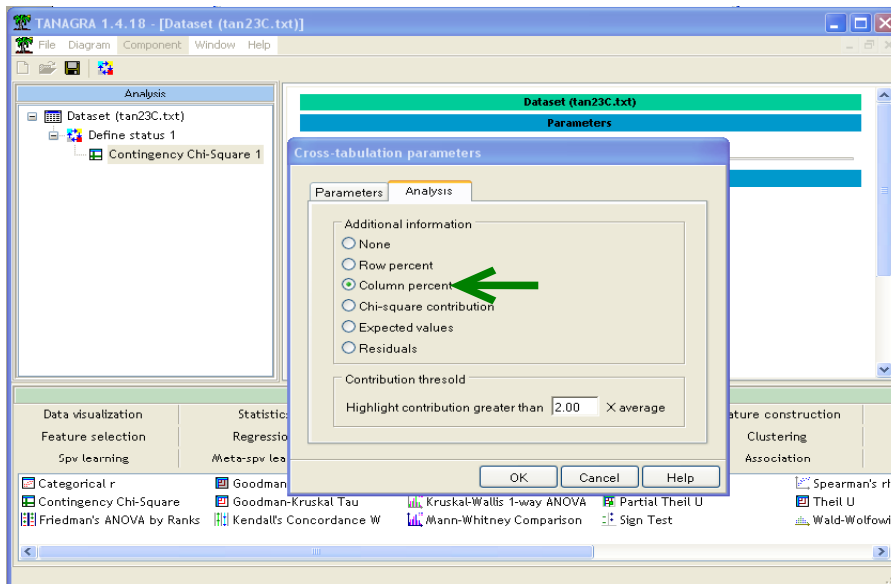 TANAGRA 1.4.18 - [Dataset (tan23C.txt)]
File Diagram Component Window Help
Analysis
Dataset (tan23C.txt)
Define status 1
Contingency Chi-Square 1
Dataset (tan23C.txt)
Parameters
Cross-tabulation parameters
Parameters Analysis
Additional information
None
Row percent
Column percent
Chi-square contribution
Expected values
Residuals
Contribution thresold
Highlight contribution greater than 2.00 X average
OK Cancel Help
Data visualization Statistic ature construction
Feature selection Regressio Clustering
Spv learning Meta-spv lea Association
Categorical r Goodman Spearman's rh
Contingency Chi-Square Goodman-Kruskal Tau Kruskal-Wallis 1-way ANOVA Partial Theil U Theil U
Friedman's ANOVA by Ranks Kendall's Concordance W Mann-Whitney Comparison Sign Test Wald-Wolfowi